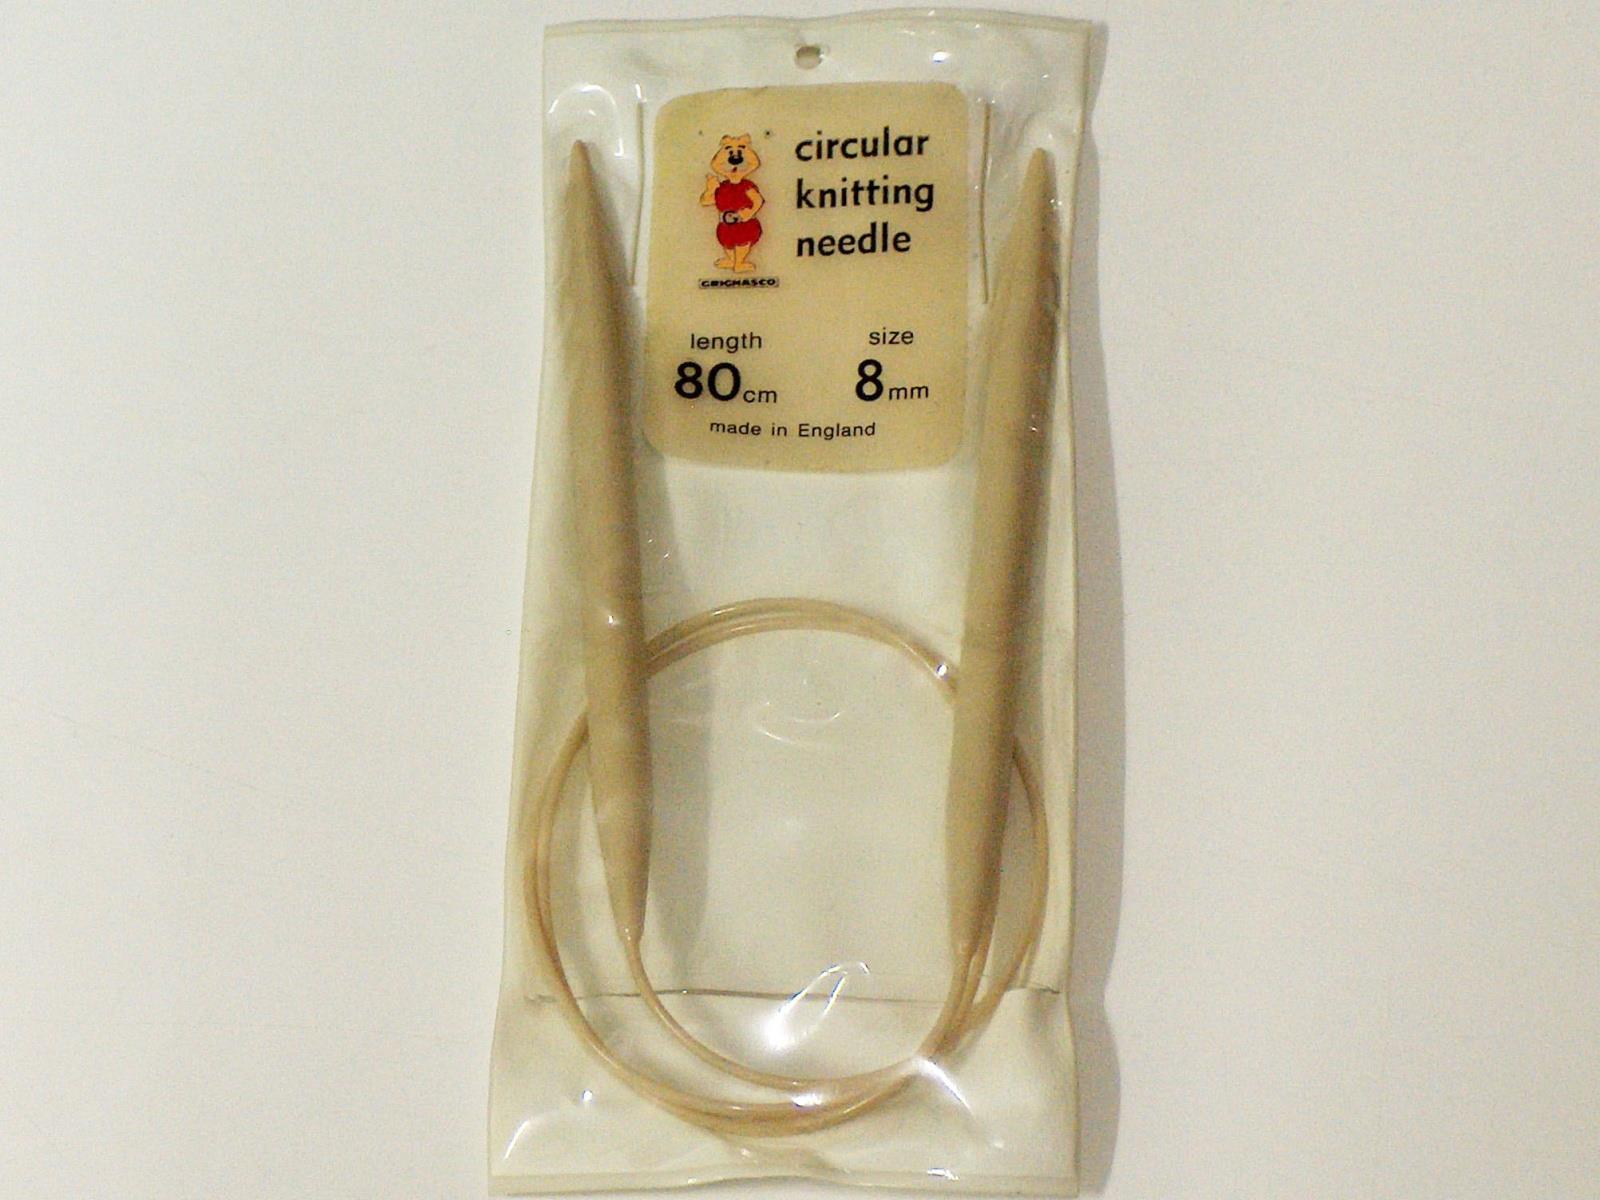 circular
knitting
needle
G
GRIGNASCO
length
size
80cm
8mm
made in England